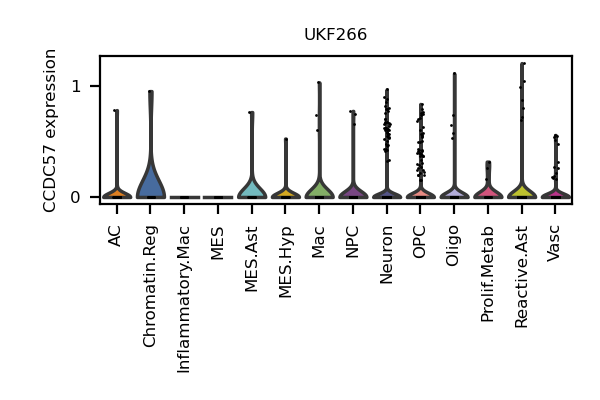 UKF266
CCDC57 expression
1
0
AC
Chromatin.Reg
Inflammatory.Mac
MES
MES.Ast
MES.Hyp
Mac
NPC
Neuron
OPC
Oligo
Prolif.Metab
Reactive.Ast
Vasc